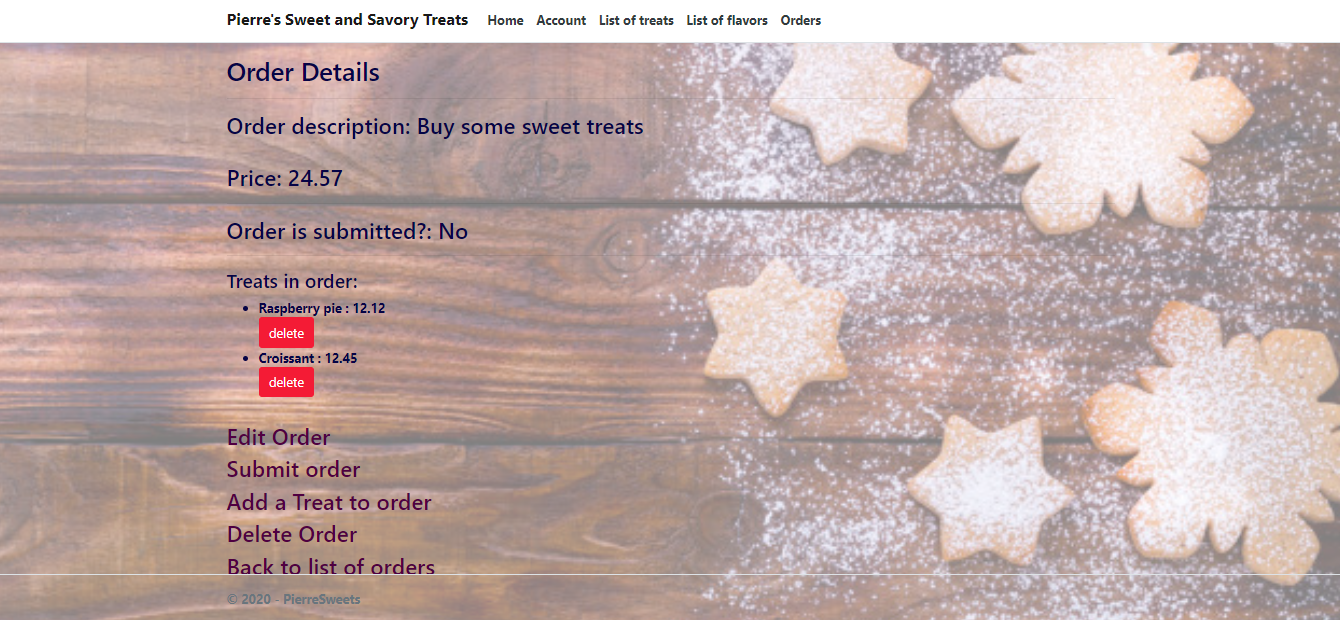 Pierre's Sweet and Savory Treats Home Account List of treats List of flavors Orders
Order Details
Order description: Buy some sweet treats
Price: 24.57
Order is submitted?: No
Treats in order:
Raspberry pie : 12.12
delete
Croissant : 12.45
delete
Edit Order
Submit order
Add a Treat to order
Delete Order
Back to list of orders
© 2020 - PierreSweets